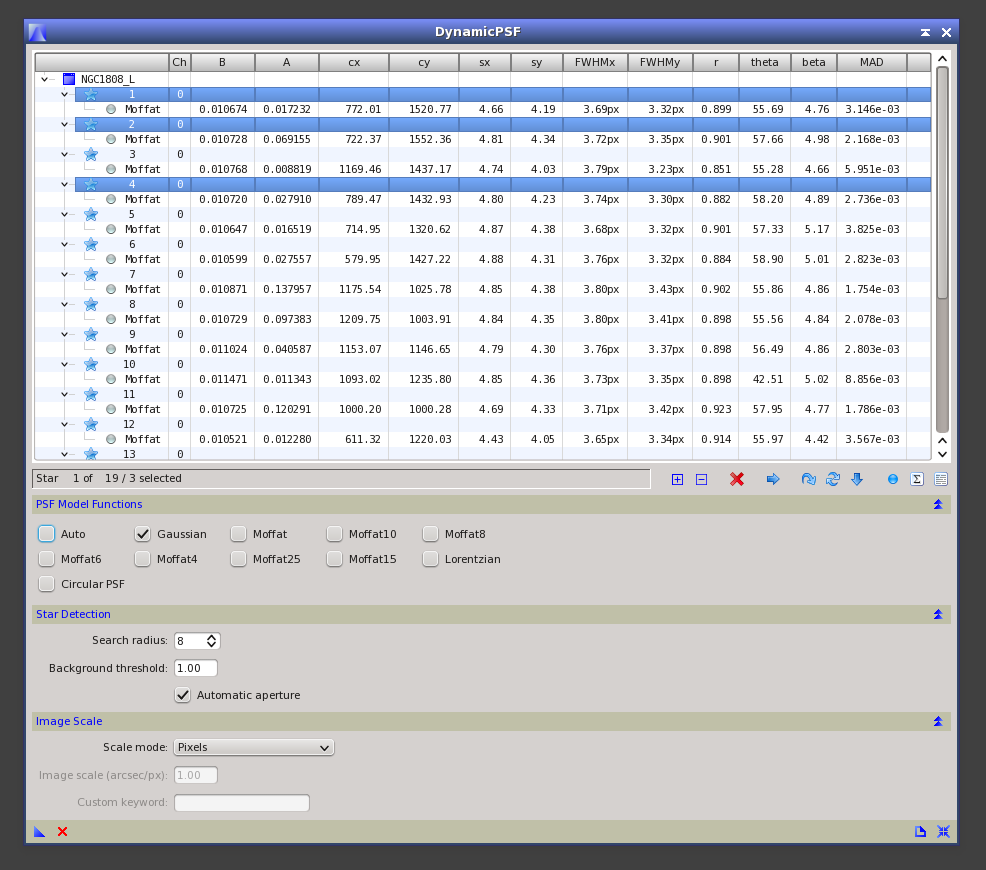 DynamicPSF
Ch B A cx cy sx sy FWHMx FWHMy r theta beta MAD
NGC1808_L
1 0
Moffat 0.010674 0.017232 772.01 1520.77 4.66 4.19 3.69px 3.32px 0.899 55.69 4.76 3.146e-03
2 0
Moffat 0.010728 0.069155 722.37 1552.36 4.81 4.34 3.72px 3.35px 0.901 57.66 4.98 2.168e-03
3 0
Moffat 0.010768 0.008819 1169.46 1437.17 4.74 4.03 3.79px 3.23px 0.851 55.28 4.66 5.951e-03
4 0
Moffat 0.010720 0.027910 789.47 1432.93 4.80 4.23 3.74px 3.30px 0.882 58.20 4.89 2.736e-03
5 0
Moffat 0.010647 0.016519 714.95 1320.62 4.87 4.38 3.68px 3.32px 0.901 57.33 5.17 3.825e-03
6 0
Moffat 0.010599 0.027557 579.95 1427.22 4.88 4.31 3.76px 3.32px 0.884 58.90 5.01 2.823e-03
7 0
Moffat 0.010871 0.137957 1175.54 1025.78 4.85 4.38 3.80px 3.43px 0.902 55.86 4.86 1.754e-03
8 0
Moffat 0.010729 0.097383 1209.75 1003.91 4.84 4.35 3.80px 3.41px 0.898 55.56 4.84 2.078e-03
9 0
Moffat 0.011024 0.040587 1153.07 1146.65 4.79 4.30 3.76px 3.37px 0.898 56.49 4.86 2.803e-03
10 0
Moffat 0.011471 0.011343 1093.02 1235.80 4.85 4.36 3.73px 3.35px 0.898 42.51 5.02 8.856e-03
11 0
Moffat 0.010725 0.120291 1000.20 1000.28 4.69 4.33 3.71px 3.42px 0.923 57.95 4.77 1.786e-03
12 0
Moffat 0.010521 0.012280 611.32 1220.03 4.43 4.05 3.65px 3.34px 0.914 55.97 4.42 3.567e-03
13 0
Star 1 of 19 / 3 selected Σ
PSF Model Functions
Auto Gaussian Moffat Moffat10 Moffat8
Moffat6 Moffat4 Moffat25 Moffat15 Lorentzian
Circular PSF
Star Detection
Search radius: 8
Background threshold: 1.00
Automatic aperture
Image Scale
Scale mode: Pixels
Image scale (arcsec/px): 1.00
Custom keyword: